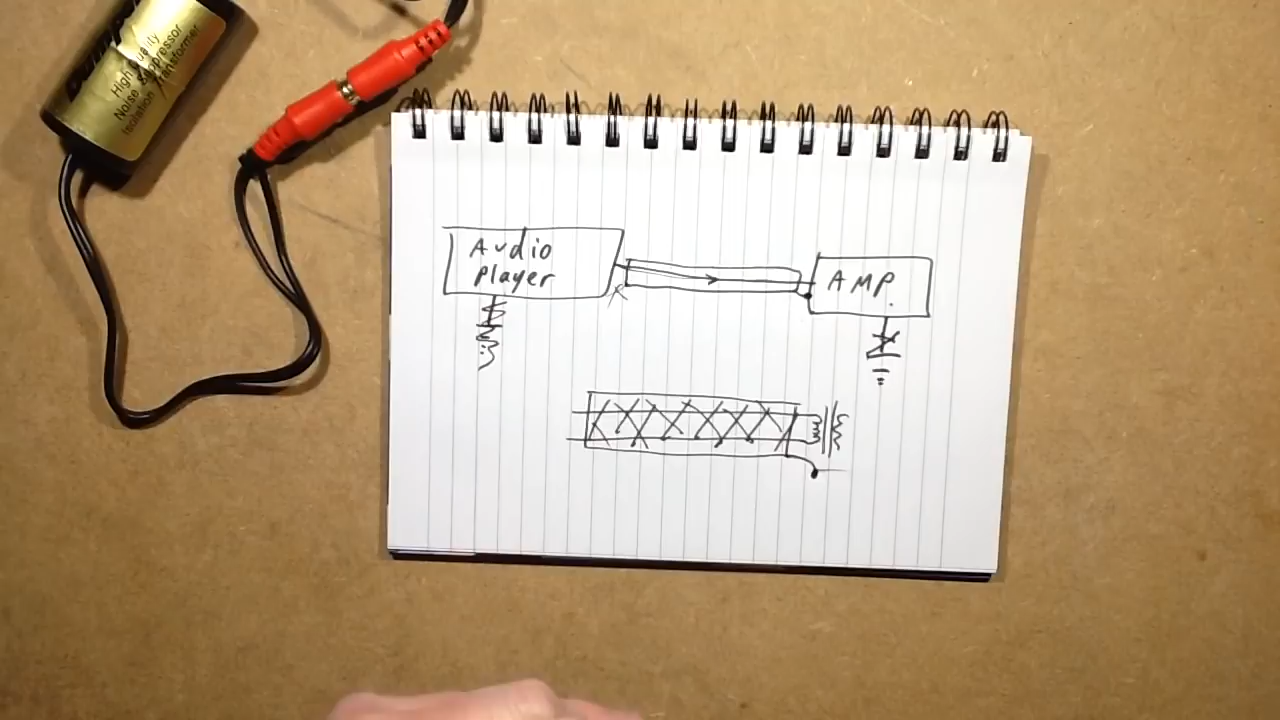 High Quality
Noise Suppressor
Isolation Transformer
Audio
player
AMP.